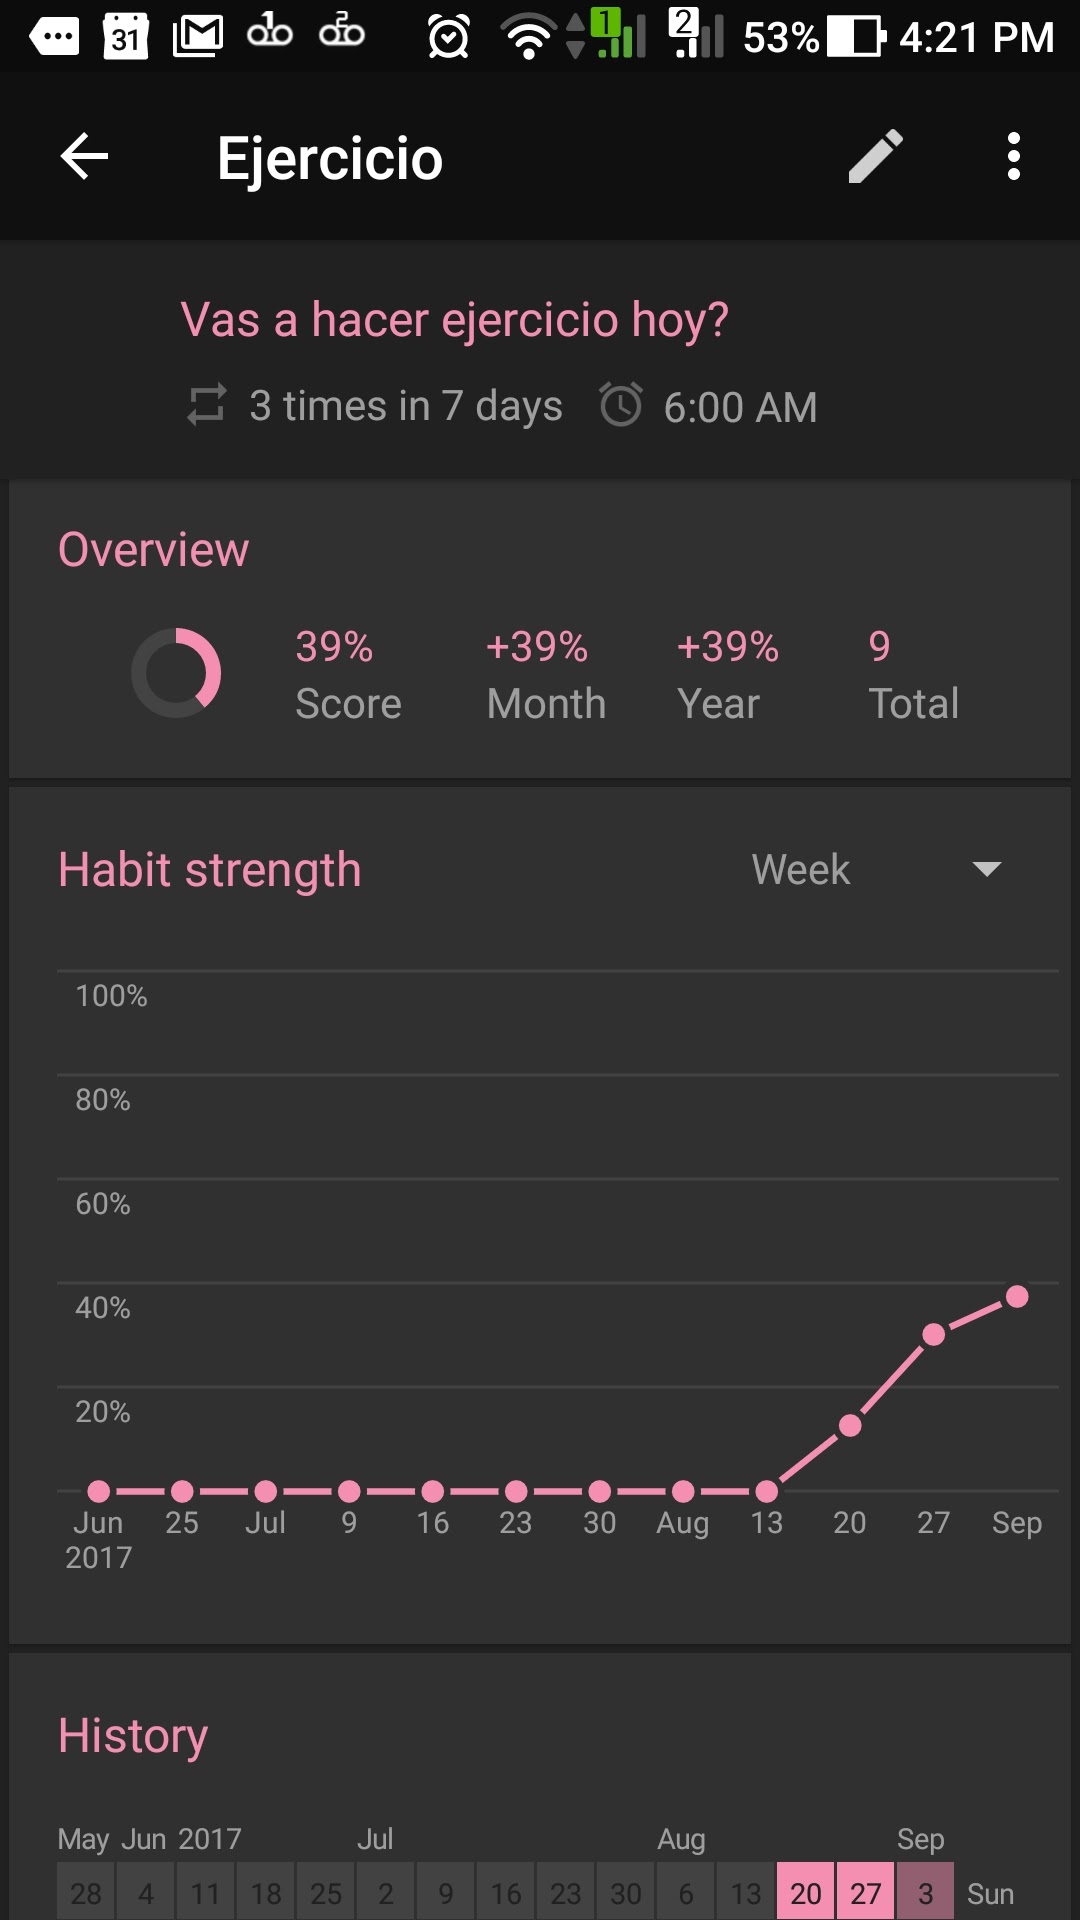 31 1 2 53% 4:21 PM
Ejercicio
Vas a hacer ejercicio hoy?
3 times in 7 days 6:00 AM
Overview
39% +39% +39% 9
Score Month Year Total
Habit strength Week
100%
80%
60%
40%
20%
Jun 25 Jul 9 16 23 30 Aug 13 20 27 Sep
2017
History
May Jun 2017 Jul Aug Sep
28 4 11 18 25 2 9 16 23 30 6 13 20 27 3 Sun